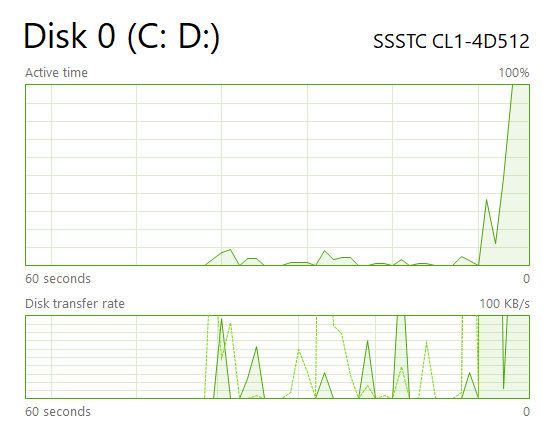 Disk 0 (C: D:) SSSTC CL1-4D512
Active time 100%
60 seconds 0
Disk transfer rate 100 KB/s
60 seconds 0